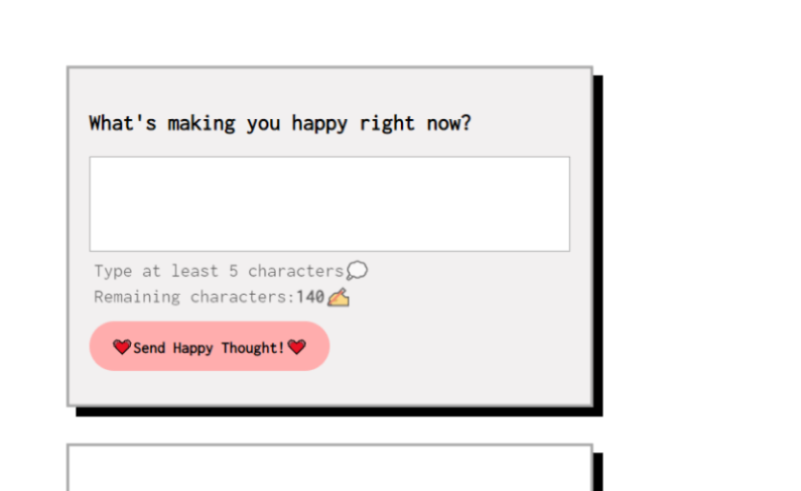 What's making you happy right now?
Type at least 5 characters💭
Remaining characters:140✍
❤Send Happy Thought!❤